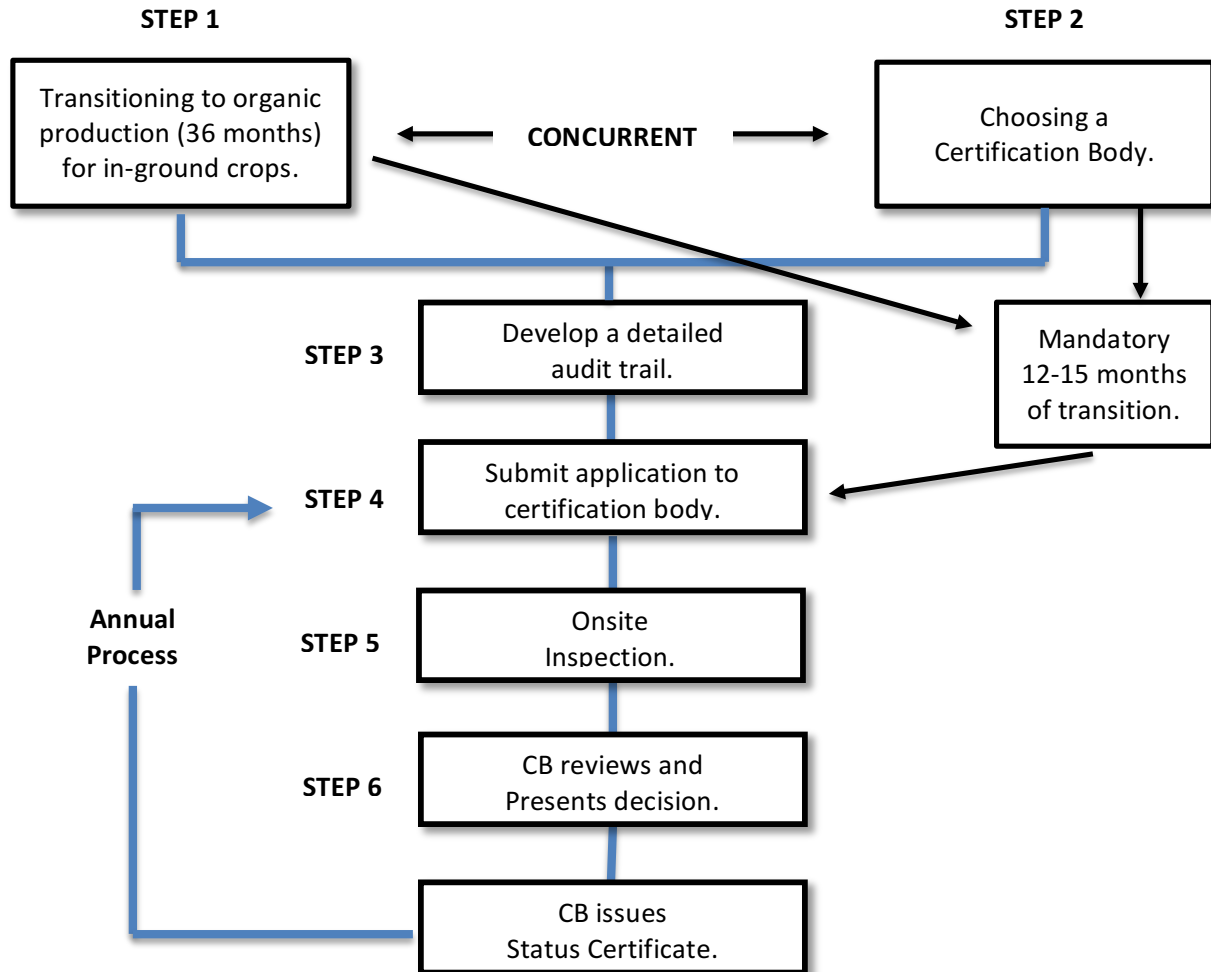 STEP 1
STEP 2
Transitioning to organic
production (36 months)
for in-ground crops.
CONCURRENT
Choosing a
Certification Body.
STEP 3
Develop a detailed
audit trail.
Mandatory
12-15 months
of transition.
STEP 4
Submit application to
certification body.
Annual
Process
STEP 5
Onsite
Inspection.
STEP 6
CB reviews and
Presents decision.
CB issues
Status Certificate.